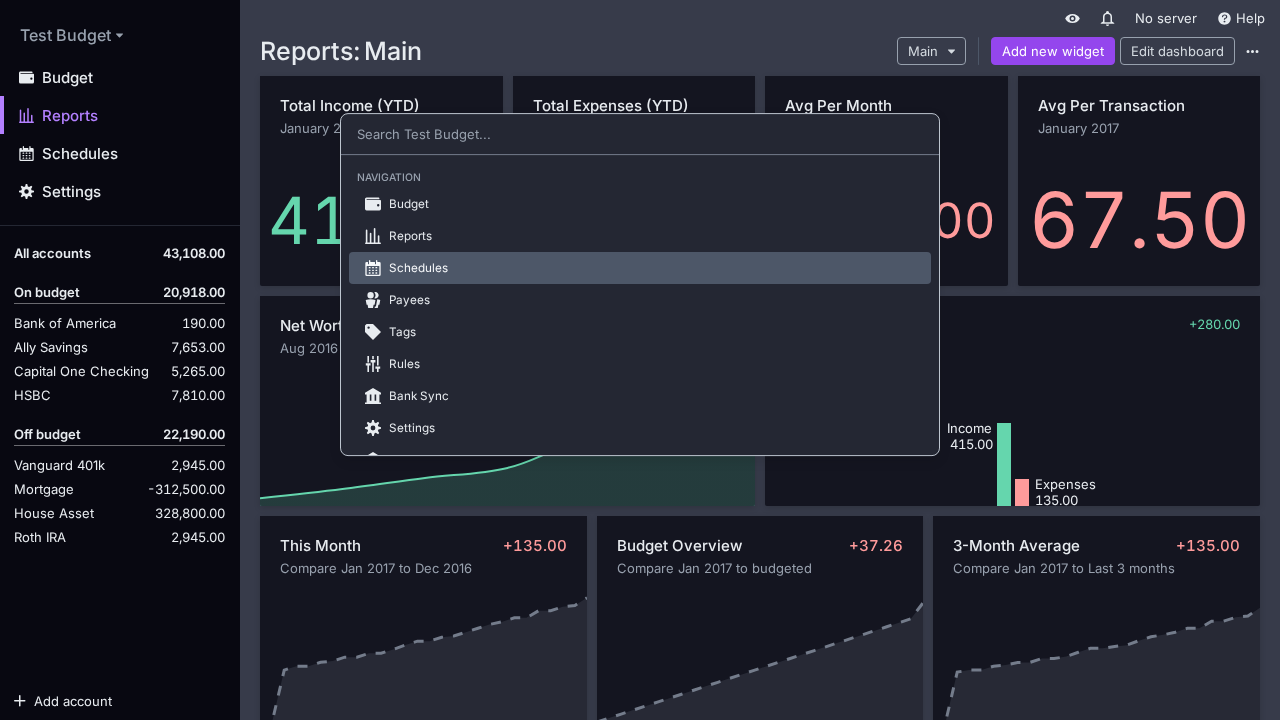 Test Budget
Budget
Reports
Schedules
Settings
All accounts 43,108.00
On budget 20,918.00
Bank of America 190.00
Ally Savings 7,653.00
Capital One Checking 5,265.00
HSBC 7,810.00
Off budget 22,190.00
Vanguard 401k 2,945.00
Mortgage -312,500.00
House Asset 328,800.00
Roth IRA 2,945.00
Add account
No server Help
Reports: Main
Main Add new widget Edit dashboard
Total Income (YTD)
Total Expenses (YTD)
Avg Per Month
Avg Per Transaction
January 2017
67.50
Search Test Budget...
NAVIGATION
Budget
Reports
Schedules
Payees
Tags
Rules
Bank Sync
Settings
Aug 2016
+280.00
Income
415.00
Expenses
135.00
This Month +135.00
Compare Jan 2017 to Dec 2016
Budget Overview +37.26
Compare Jan 2017 to budgeted
3-Month Average +135.00
Compare Jan 2017 to Last 3 months